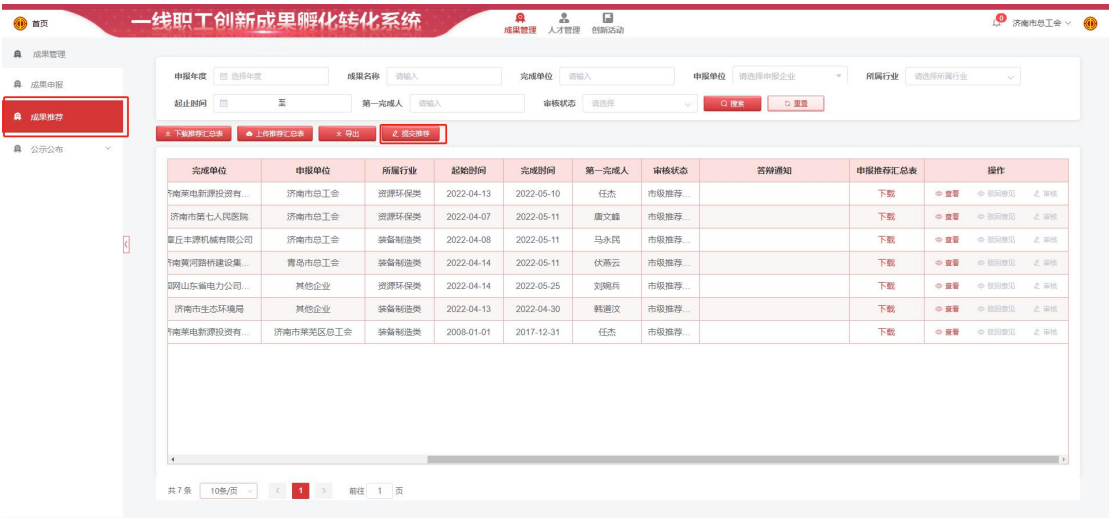 首页
一线职工创新成果孵化转化系统
成果管理 人才管理 创新活动
济南市总工会
成果管理
成果申报
成果推荐
公示公布
申报年度 选择年度 成果名称 请输入 完成单位 请输入 申报单位 请选择申报企业 所属行业 请选择所属行业
起止时间 至 第一完成人 请输入 审核状态 请选择 搜索 重置
下载推荐汇总表 上传推荐汇总表 导出 提交推荐
完成单位 申报单位 所属行业 起始时间 完成时间 第一完成人 审核状态 答辩通知 申报推荐汇总表 操作
济南莱电新源投资有... 济南市总工会 资源环保类 2022-04-13 2022-05-10 任杰 市级推荐... 下载 查看 驳回意见 审核
济南市第七人民医院 济南市总工会 资源环保类 2022-04-07 2022-05-11 唐文峰 市级推荐... 下载 查看 驳回意见 审核
章丘丰源机械有限公司 济南市总工会 装备制造类 2022-04-08 2022-05-11 马永民 市级推荐... 下载 查看 驳回意见 审核
济南黄河路桥建设集... 青岛市总工会 装备制造类 2022-04-14 2022-05-11 伏燕云 市级推荐... 下载 查看 驳回意见 审核
国网山东省电力公司... 其他企业 资源环保类 2022-04-14 2022-05-25 刘婉兵 市级推荐... 下载 查看 驳回意见 审核
济南市生态环境局 其他企业 装备制造类 2022-04-13 2022-04-30 韩道汶 市级推荐... 下载 查看 驳回意见 审核
济南莱电新源投资有... 济南市莱芜区总工会 装备制造类 2008-01-01 2017-12-31 任杰 市级推荐... 下载 查看 驳回意见 审核
共7条 10条/页 1 前往 1 页